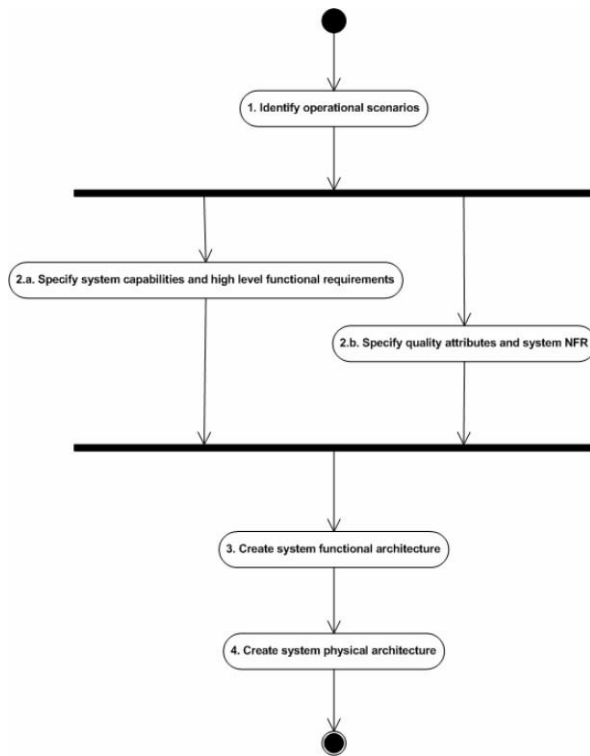 1. Identify operational scenarios
2.a. Specify system capabilities and high level functional requirements
2.b. Specify quality attributes and system NFR
3. Create system functional architecture
4. Create system physical architecture